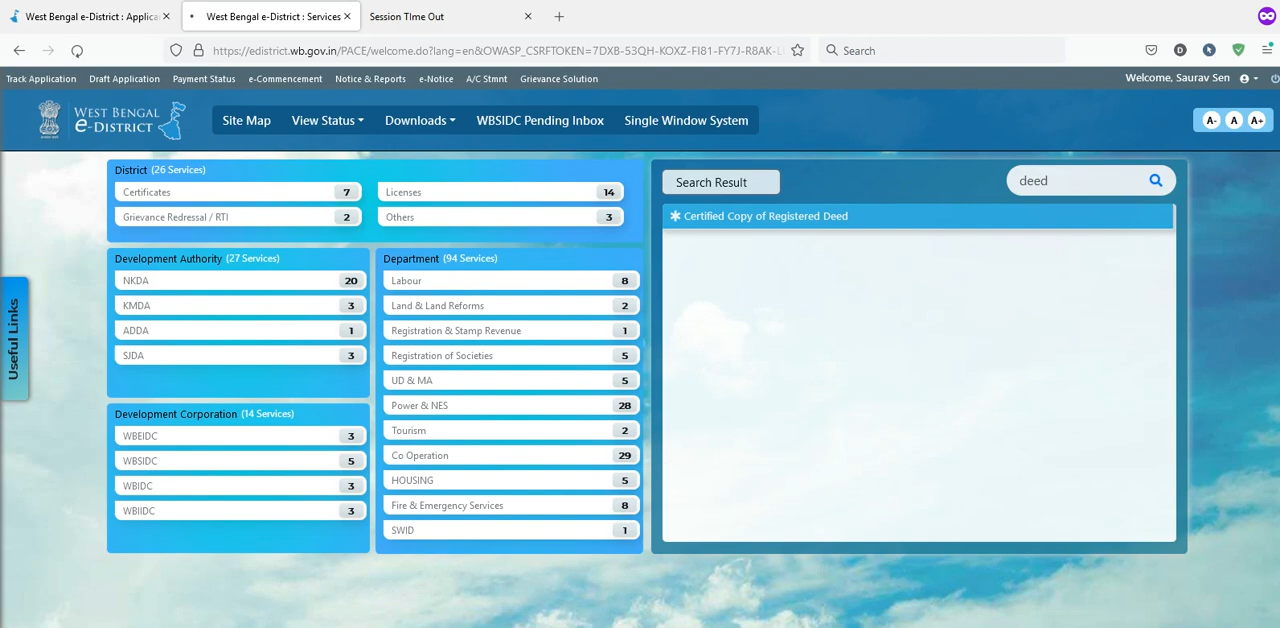 West Bengal e-District : Applica
West Bengal e-District : Services
Session TIme Out
https://edistrict.wb.gov.in/PACE/welcome.do?lang=en&OWASP_CSRFTOKEN=7DXB-53QH-KOXZ-FI81-FY7J-R8AK-L
Search
Track Application
Draft Application
Payment Status
e-Commencement
Notice & Reports
e-Notice
A/C Stmnt
Grievance Solution
Welcome, Saurav Sen
WEST BENGAL
e-DISTRICT
Site Map
View Status
Downloads
WBSIDC Pending Inbox
Single Window System
A- A A+
District (26 Services)
Certificates 7
Licenses 14
Grievance Redressal / RTI 2
Others 3
Development Authority (27 Services)
NKDA 20
KMDA 3
ADDA 1
SJDA 3
Development Corporation (14 Services)
WBEIDC 3
WBSIDC 5
WBIDC 3
WBIIDC 3
Department (94 Services)
Labour 8
Land & Land Reforms 2
Registration & Stamp Revenue 1
Registration of Societies 5
UD & MA 5
Power & NES 28
Tourism 2
Co Operation 29
HOUSING 5
Fire & Emergency Services 8
SWID 1
Search Result
deed
Certified Copy of Registered Deed
Useful Links